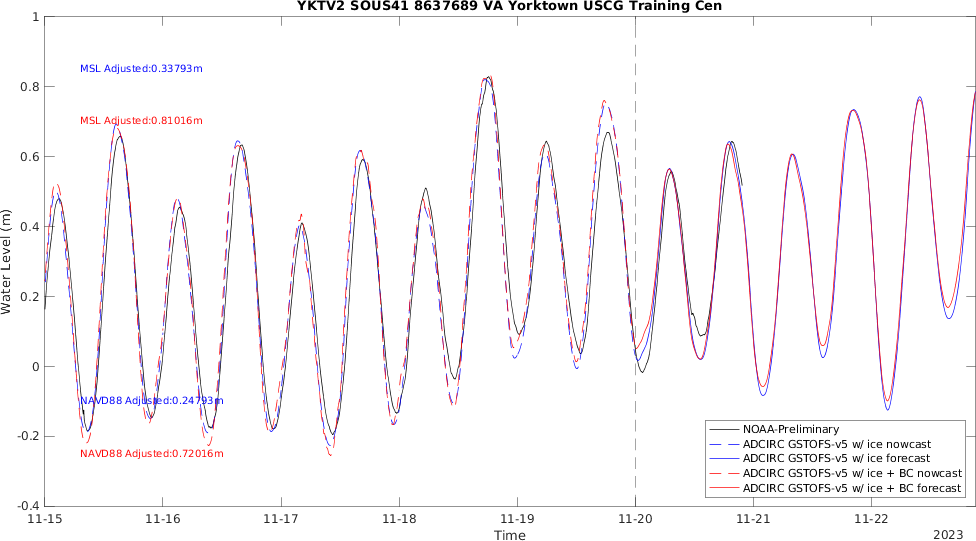 YKTV2 SOUS41 8637689 VA Yorktown USCG Training Cen
1
0.8
0.6
0.4
0.2
0
-0.2
-0.4
Water Level (m)
MSL Adjusted:0.33793m
MSL Adjusted:0.81016m
NAVD88 Adjusted:0.24793m
NAVD88 Adjusted:0.72016m
NOAA-Preliminary
ADCIRC GSTOFS-v5 w/ ice nowcast
ADCIRC GSTOFS-v5 w/ ice forecast
ADCIRC GSTOFS-v5 w/ ice + BC nowcast
ADCIRC GSTOFS-v5 w/ ice + BC forecast
11-15 11-16 11-17 11-18 11-19 11-20 11-21 11-22
Time
2023